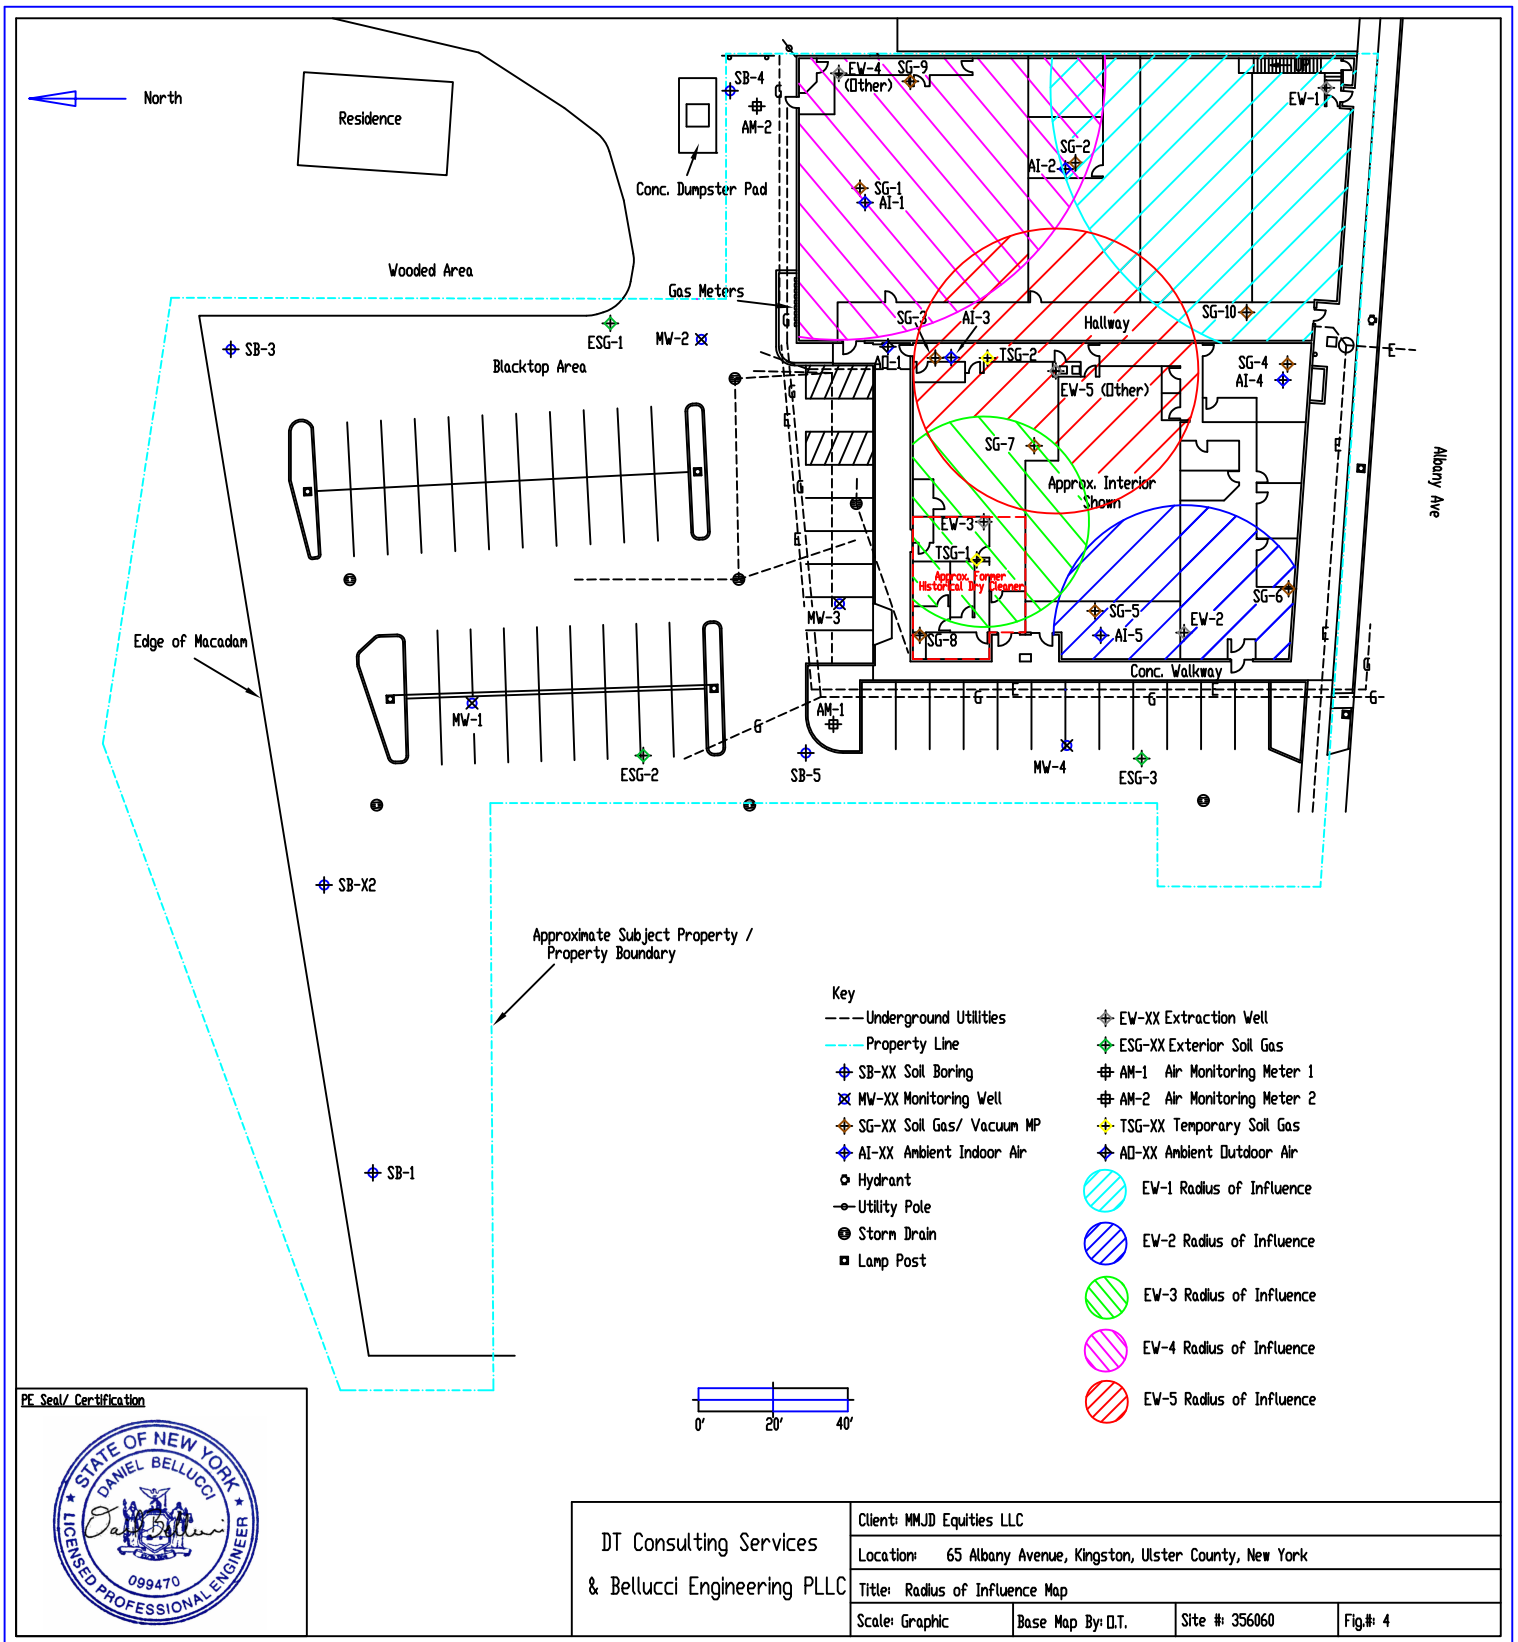 North
Residence
SB-4
AM-2
Conc. Dumpster Pad
EW-4
(Other)
SG-9
EW-1
UP
SG-2
AI-2
SG-1
AI-1
Wooded Area
Gas Meters
SG-3
AI-3
Hallway
SG-10
ESG-1
MW-2
SB-3
Blacktop Area
AO-1
TSG-2
EW-5 (Other)
SG-4
AI-4
SG-7
Approx. Interior
Shown
Albany Ave
EW-3
TSG-1
Approx. Former
Historical Dry Cleaner
MW-3
SG-8
SG-5
AI-5
EW-2
SG-6
Conc. Walkway
Edge of Macadam
MW-1
AM-1
ESG-2
SB-5
MW-4
ESG-3
G
G
G
E
G
E
G
G
E
G
E
G
G
E
E
E
SB-X2
Approximate Subject Property /
Property Boundary
SB-1
Key
Underground Utilities
Property Line
SB-XX Soil Boring
MW-XX Monitoring Well
SG-XX Soil Gas/ Vacuum MP
AI-XX Ambient Indoor Air
Hydrant
Utility Pole
Storm Drain
Lamp Post
EW-XX Extraction Well
ESG-XX Exterior Soil Gas
AM-1 Air Monitoring Meter 1
AM-2 Air Monitoring Meter 2
TSG-XX Temporary Soil Gas
AO-XX Ambient Outdoor Air
EW-1 Radius of Influence
EW-2 Radius of Influence
EW-3 Radius of Influence
EW-4 Radius of Influence
EW-5 Radius of Influence
0' 20' 40'
PE Seal/ Certification
STATE OF NEW YORK
DANIEL BELLUCCI
099470
LICENSED PROFESSIONAL ENGINEER
DT Consulting Services
& Bellucci Engineering PLLC
Client: MMJD Equities LLC
Location: 65 Albany Avenue, Kingston, Ulster County, New York
Title: Radius of Influence Map
Scale: Graphic
Base Map By: D.T.
Site #: 356060
Fig.#: 4